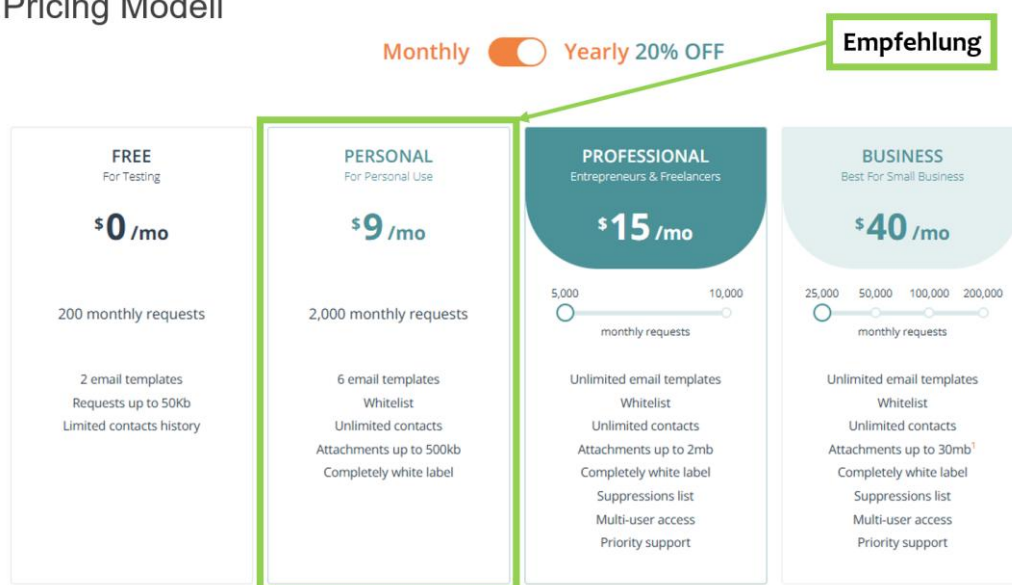 Pricing Modell
Monthly Yearly 20% OFF
Empfehlung
FREE
For Testing
$0 /mo
200 monthly requests
2 email templates
Requests up to 50Kb
Limited contacts history
PERSONAL
For Personal Use
$9 /mo
2,000 monthly requests
6 email templates
Whitelist
Unlimited contacts
Attachments up to 500kb
Completely white label
PROFESSIONAL
Entrepreneurs & Freelancers
$15 /mo
5,000 10,000
monthly requests
Unlimited email templates
Whitelist
Unlimited contacts
Attachments up to 2mb
Completely white label
Suppressions list
Multi-user access
Priority support
BUSINESS
Best For Small Business
$40 /mo
25,000 50,000 100,000 200,000
monthly requests
Unlimited email templates
Whitelist
Unlimited contacts
Attachments up to 30mb¹
Completely white label
Suppressions list
Multi-user access
Priority support